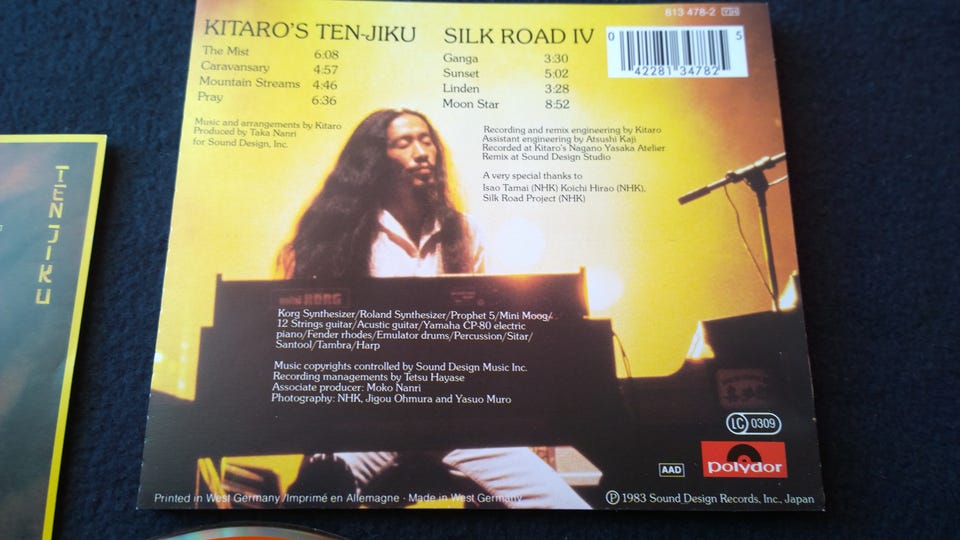 813 478-2
KITARO'S TEN-JIKU
The Mist 6:08
Caravansary 4:57
Mountain Streams 4:46
Pray 6:36
Music and arrangements by Kitaro
Produced by Taka Nanri
for Sound Design, Inc.
SILK ROAD IV
Ganga 3:30
Sunset 5:02
Linden 3:28
Moon Star 8:52
0 42281 34782 5
Recording and remix engineering by Kitaro
Assistant engineering by Atsushi Kaji
Recorded at Kitaro's Nagano Yasaka Atelier
Remix at Sound Design Studio
A very special thanks to
Isao Tamai (NHK) Koichi Hirao (NHK),
Silk Road Project (NHK)
TENJIKU
mini KORG
Korg Synthesizer/Roland Synthesizer/Prophet 5/Mini Moog/
12 Strings guitar/Acustic guitar/Yamaha CP-80 electric
piano/Fender rhodes/Emulator drums/Percussion/Sitar/
Santool/Tambra/Harp
Music copyrights controlled by Sound Design Music Inc.
Recording managements by Tetsu Hayase
Associate producer: Moko Nanri
Photography: NHK, Jigou Ohmura and Yasuo Muro
LC 0309
AAD
polydor
Printed in West Germany/Imprimé en Allemagne · Made in West Germany
℗ 1983 Sound Design Records, Inc., Japan